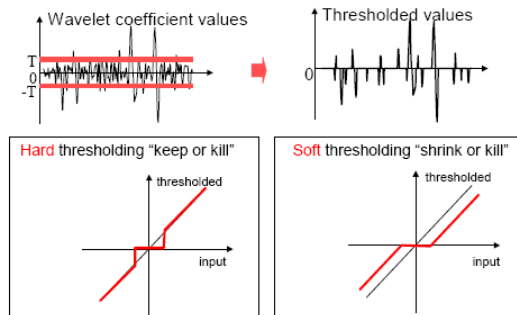 Wavelet coefficient values
Thresholded values
T
0
-T
0
Hard thresholding “keep or kill”
thresholded
input
Soft thresholding “shrink or kill”
thresholded
input